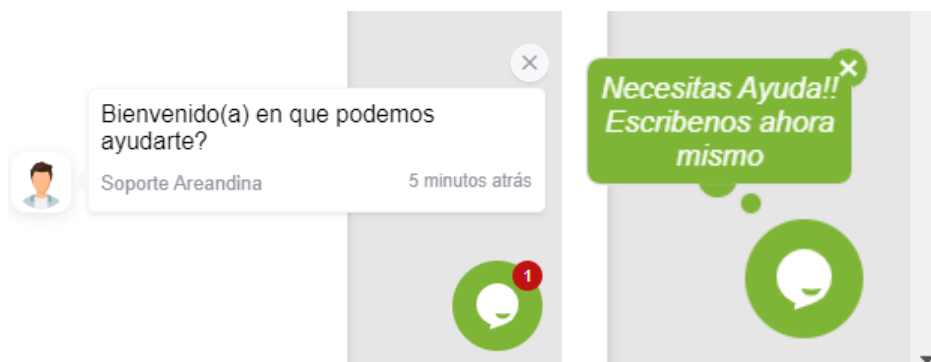 Bienvenido(a) en que podemos
ayudarte?
Soporte Areandina
5 minutos atrás
1
Necesitas Ayuda!!
Escribenos ahora
mismo